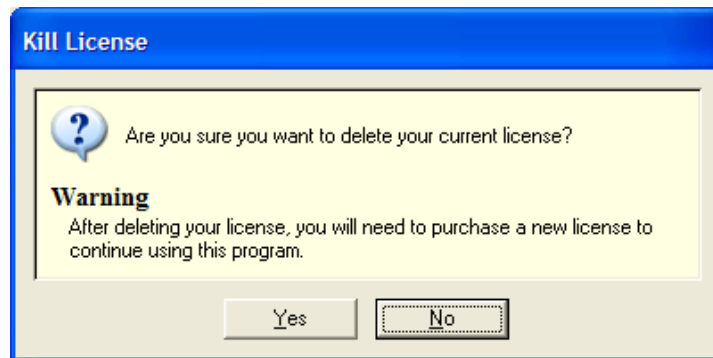 Kill License
Are you sure you want to delete your current license?
Warning
After deleting your license, you will need to purchase a new license to
continue using this program.
Yes
No